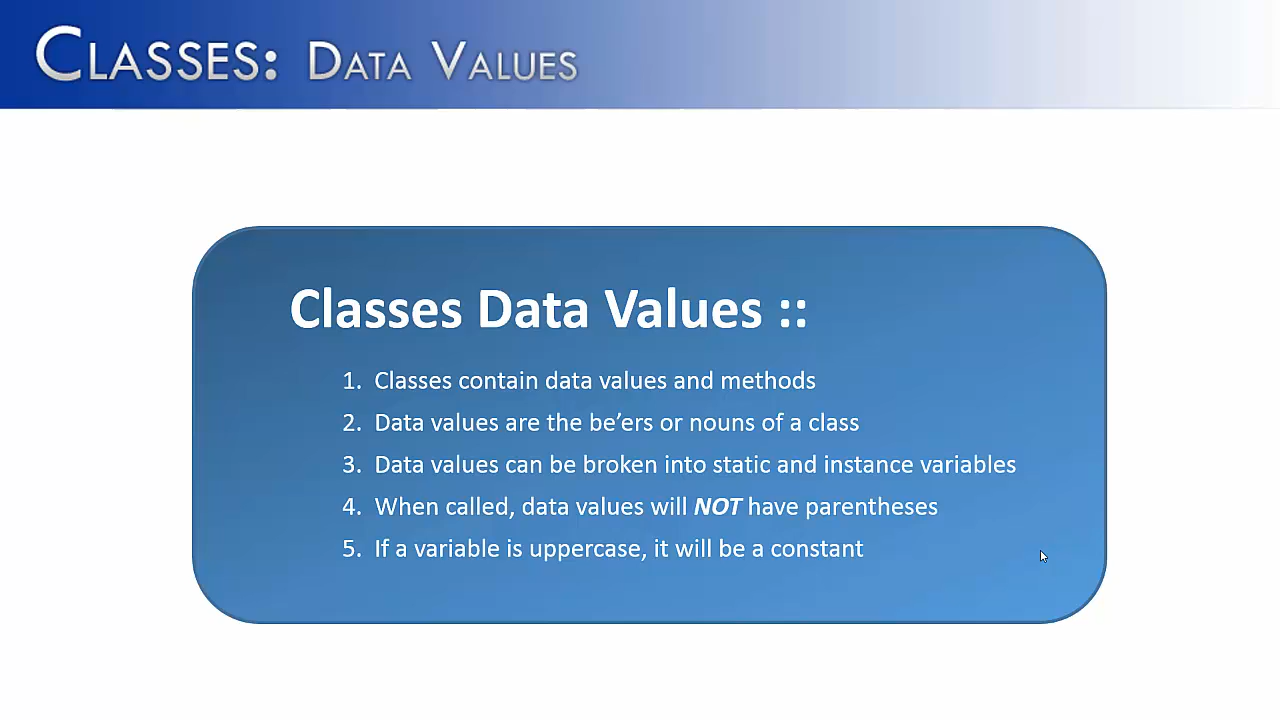 CLASSES: DATA VALUES
Classes Data Values ::
1. Classes contain data values and methods
2. Data values are the be’ers or nouns of a class
3. Data values can be broken into static and instance variables
4. When called, data values will NOT have parentheses
5. If a variable is uppercase, it will be a constant